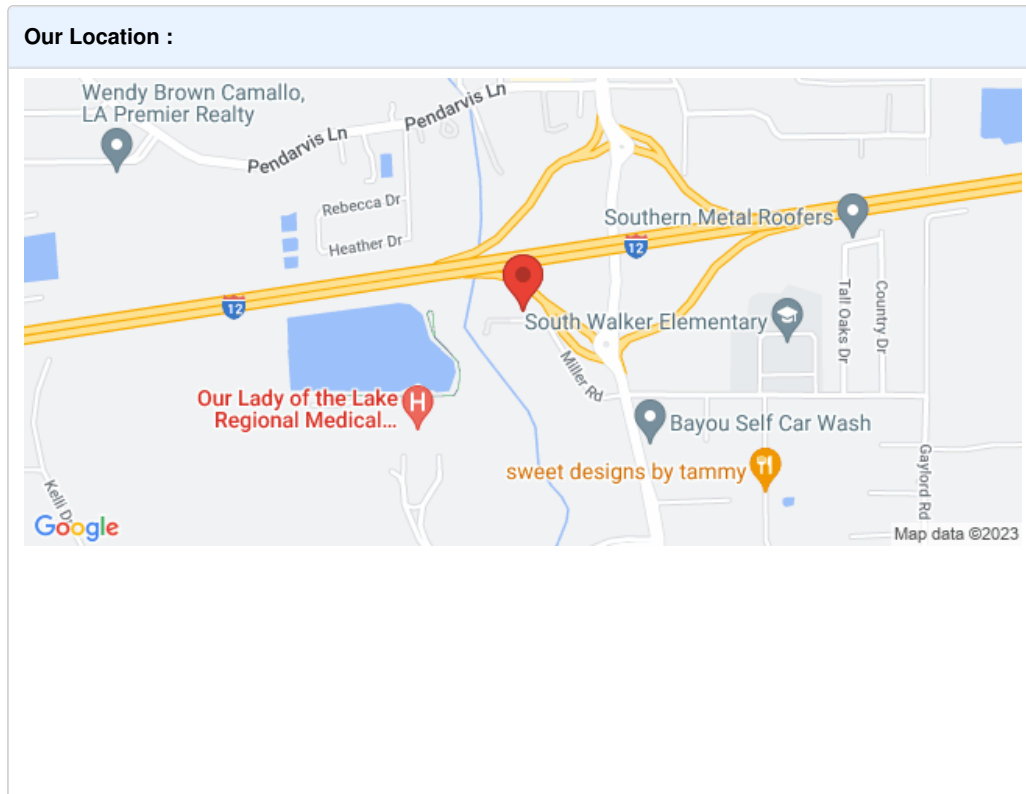 Our Location :
Wendy Brown Camallo,
LA Premier Realty
Pendarvis Ln
Pendarvis Ln
Rebecca Dr
Heather Dr
Southern Metal Roofers
12
12
South Walker Elementary
Tall Oaks Dr
Country Dr
Miller Rd
Our Lady of the Lake
Regional Medical...
H
Bayou Self Car Wash
sweet designs by tammy
Gaylord Rd
Kelli Dr
Google
Map data ©2023